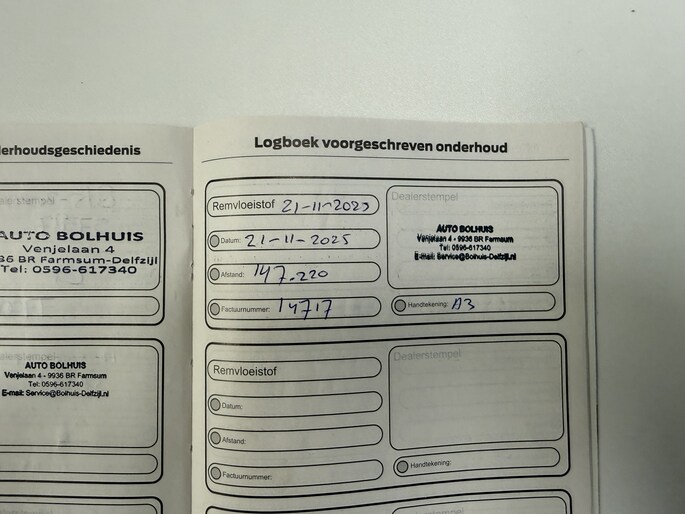 derhoudsgeschiedenis
AUTO BOLHUIS
Venjelaan 4
36 BR Farmsum-Delfzijl
Tel: 0596-617340
AUTO BOLHUIS
Venjelaan 4 - 9936 BR Farmsum
Tel: 0596-617340
E-mail: Service@Bolhuis-Delfzijl.nl
Logboek voorgeschreven onderhoud
Remvloeistof 21-11-2023
Datum: 21-11-2025
Afstand: 147.220
Factuurnummer: 14717
Dealerstempel
AUTO BOLHUIS
Venjelaan 4 - 9936 BR Farmsum
Tel: 0596-617340
E-mail: Service@Bolhuis-Delfzijl.nl
Handtekening: AB
Remvloeistof
Datum:
Afstand:
Factuurnummer:
Dealerstempel
Handtekening: